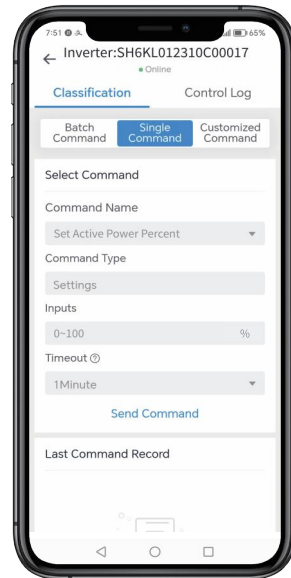 7:51
65%
Inverter:SH6KL012310C00017
Online
Classification
Control Log
Batch
Command
Single
Command
Customized
Command
Select Command
Command Name
Set Active Power Percent
Command Type
Settings
Inputs
0~100
%
Timeout ?
1Minute
Send Command
Last Command Record